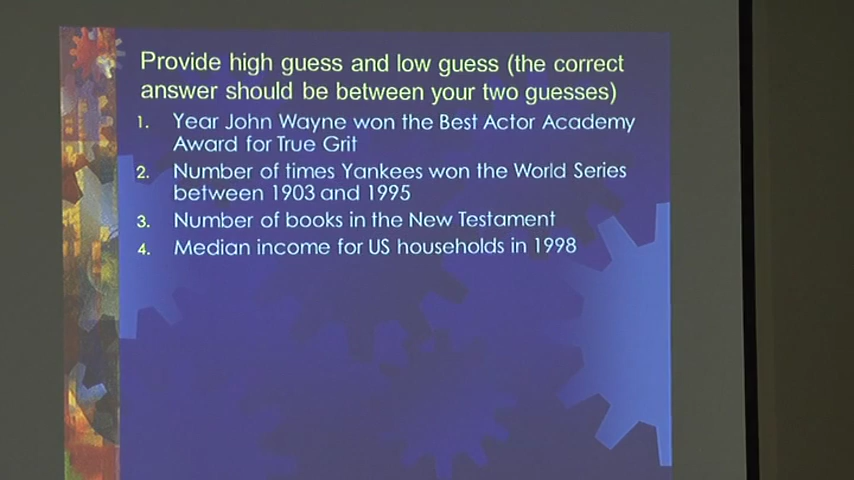 Provide high guess and low guess (the correct
answer should be between your two guesses)
1. Year John Wayne won the Best Actor Academy
Award for True Grit
2. Number of times Yankees won the World Series
between 1903 and 1995
3. Number of books in the New Testament
4. Median income for US households in 1998